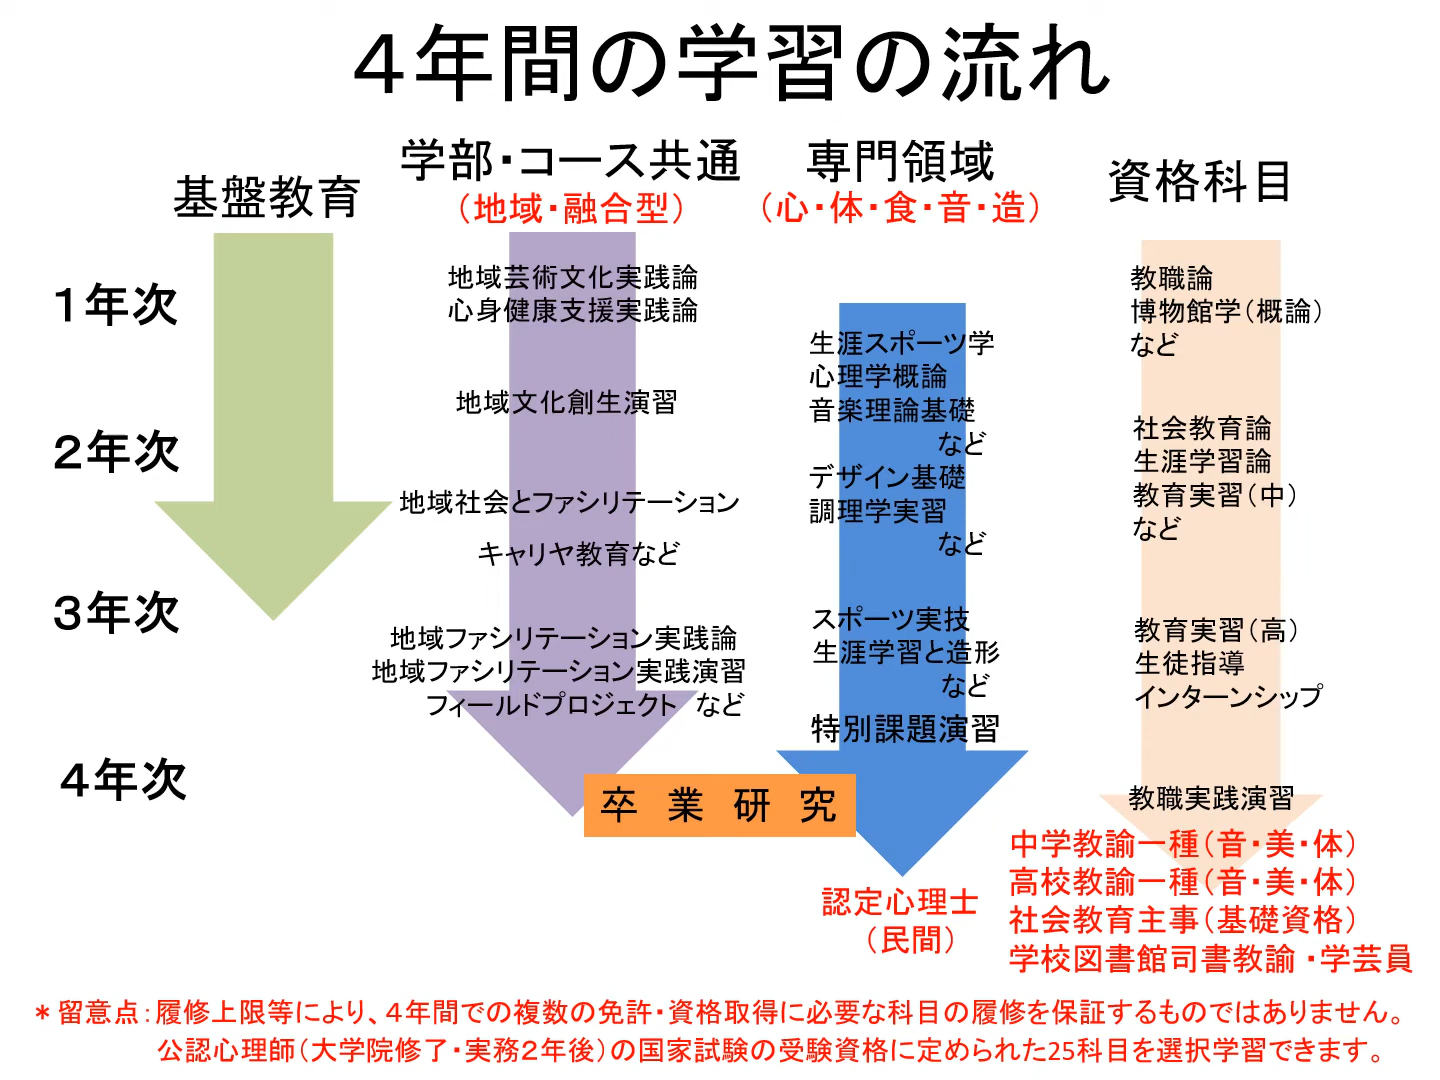 ４年間の学習の流れ
基盤教育
学部・コース共通
（地域・融合型）
専門領域
（心・体・食・音・造）
資格科目
１年次
２年次
３年次
４年次
地域芸術文化実践論
心身健康支援実践論
地域文化創生演習
地域社会とファシリテーション
キャリヤ教育など
地域ファシリテーション実践論
地域ファシリテーション実践演習
フィールドプロジェクト　など
生涯スポーツ学
心理学概論
音楽理論基礎
など
デザイン基礎
調理学実習
など
スポーツ実技
生涯学習と造形
など
特別課題演習
卒　業　研　究
認定心理士
（民間）
教職論
博物館学（概論）
など
社会教育論
生涯学習論
教育実習（中）
など
教育実習（高）
生徒指導
インターンシップ
教職実践演習
中学教諭一種（音・美・体）
高校教諭一種（音・美・体）
社会教育主事（基礎資格）
学校図書館司書教諭・学芸員
＊留意点：履修上限等により、４年間での複数の免許・資格取得に必要な科目の履修を保証するものではありません。
公認心理師（大学院修了・実務２年後）の国家試験の受験資格に定められた25科目を選択学習できます。